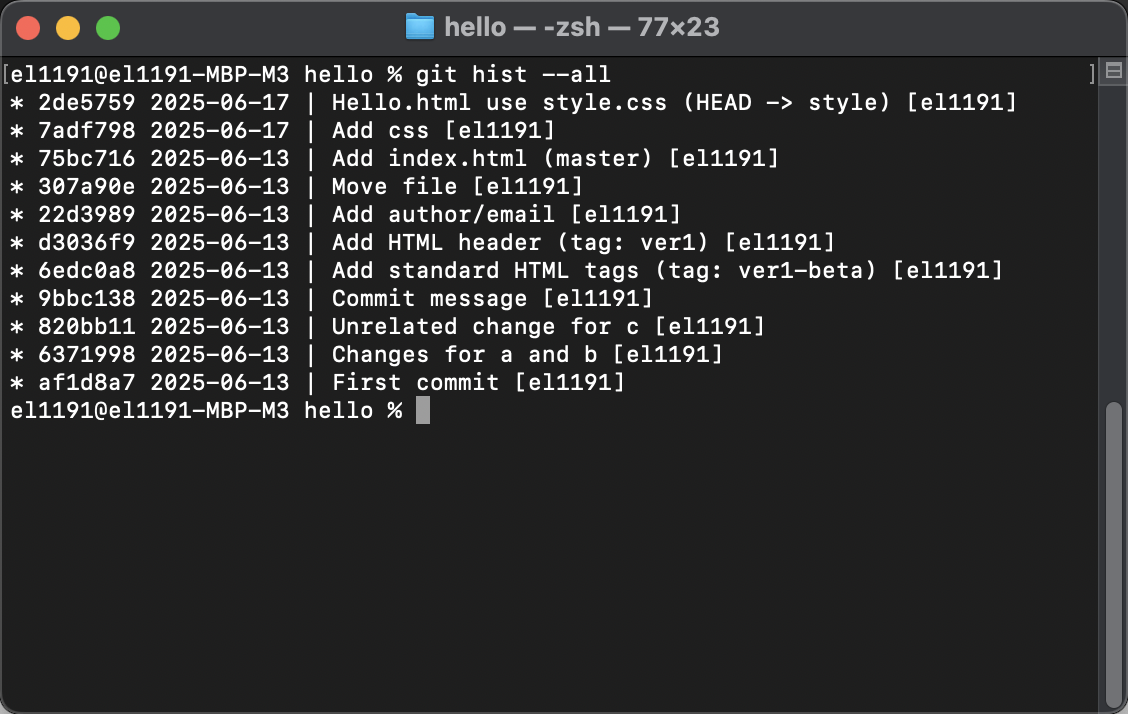 hello — -zsh — 77×23
[el1191@el1191-MBP-M3 hello % git hist --all ]
* 2de5759 2025-06-17 | Hello.html use style.css (HEAD -> style) [el1191]
* 7adf798 2025-06-17 | Add css [el1191]
* 75bc716 2025-06-13 | Add index.html (master) [el1191]
* 307a90e 2025-06-13 | Move file [el1191]
* 22d3989 2025-06-13 | Add author/email [el1191]
* d3036f9 2025-06-13 | Add HTML header (tag: ver1) [el1191]
* 6edc0a8 2025-06-13 | Add standard HTML tags (tag: ver1-beta) [el1191]
* 9bbc138 2025-06-13 | Commit message [el1191]
* 820bb11 2025-06-13 | Unrelated change for c [el1191]
* 6371998 2025-06-13 | Changes for a and b [el1191]
* af1d8a7 2025-06-13 | First commit [el1191]
el1191@el1191-MBP-M3 hello %